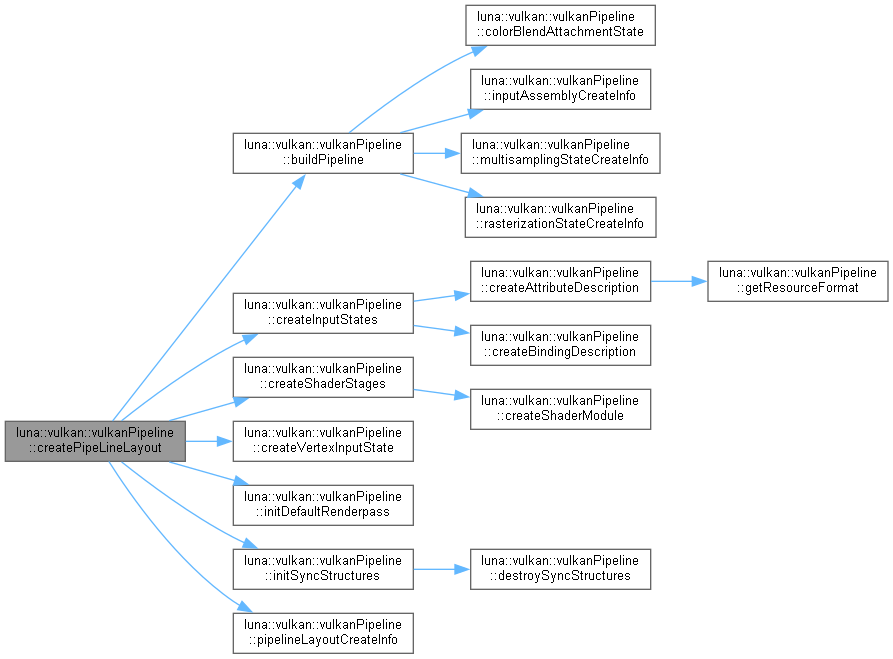 luna::vulkan::vulkanPipeline
::colorBlendAttachmentState
luna::vulkan::vulkanPipeline
::inputAssemblyCreateInfo
luna::vulkan::vulkanPipeline
::buildPipeline
luna::vulkan::vulkanPipeline
::multisamplingStateCreateInfo
luna::vulkan::vulkanPipeline
::rasterizationStateCreateInfo
luna::vulkan::vulkanPipeline
::createAttributeDescription
luna::vulkan::vulkanPipeline
::getResourceFormat
luna::vulkan::vulkanPipeline
::createInputStates
luna::vulkan::vulkanPipeline
::createBindingDescription
luna::vulkan::vulkanPipeline
::createShaderStages
luna::vulkan::vulkanPipeline
::createShaderModule
luna::vulkan::vulkanPipeline
::createPipeLineLayout
luna::vulkan::vulkanPipeline
::createVertexInputState
luna::vulkan::vulkanPipeline
::initDefaultRenderpass
luna::vulkan::vulkanPipeline
::initSyncStructures
luna::vulkan::vulkanPipeline
::destroySyncStructures
luna::vulkan::vulkanPipeline
::pipelineLayoutCreateInfo